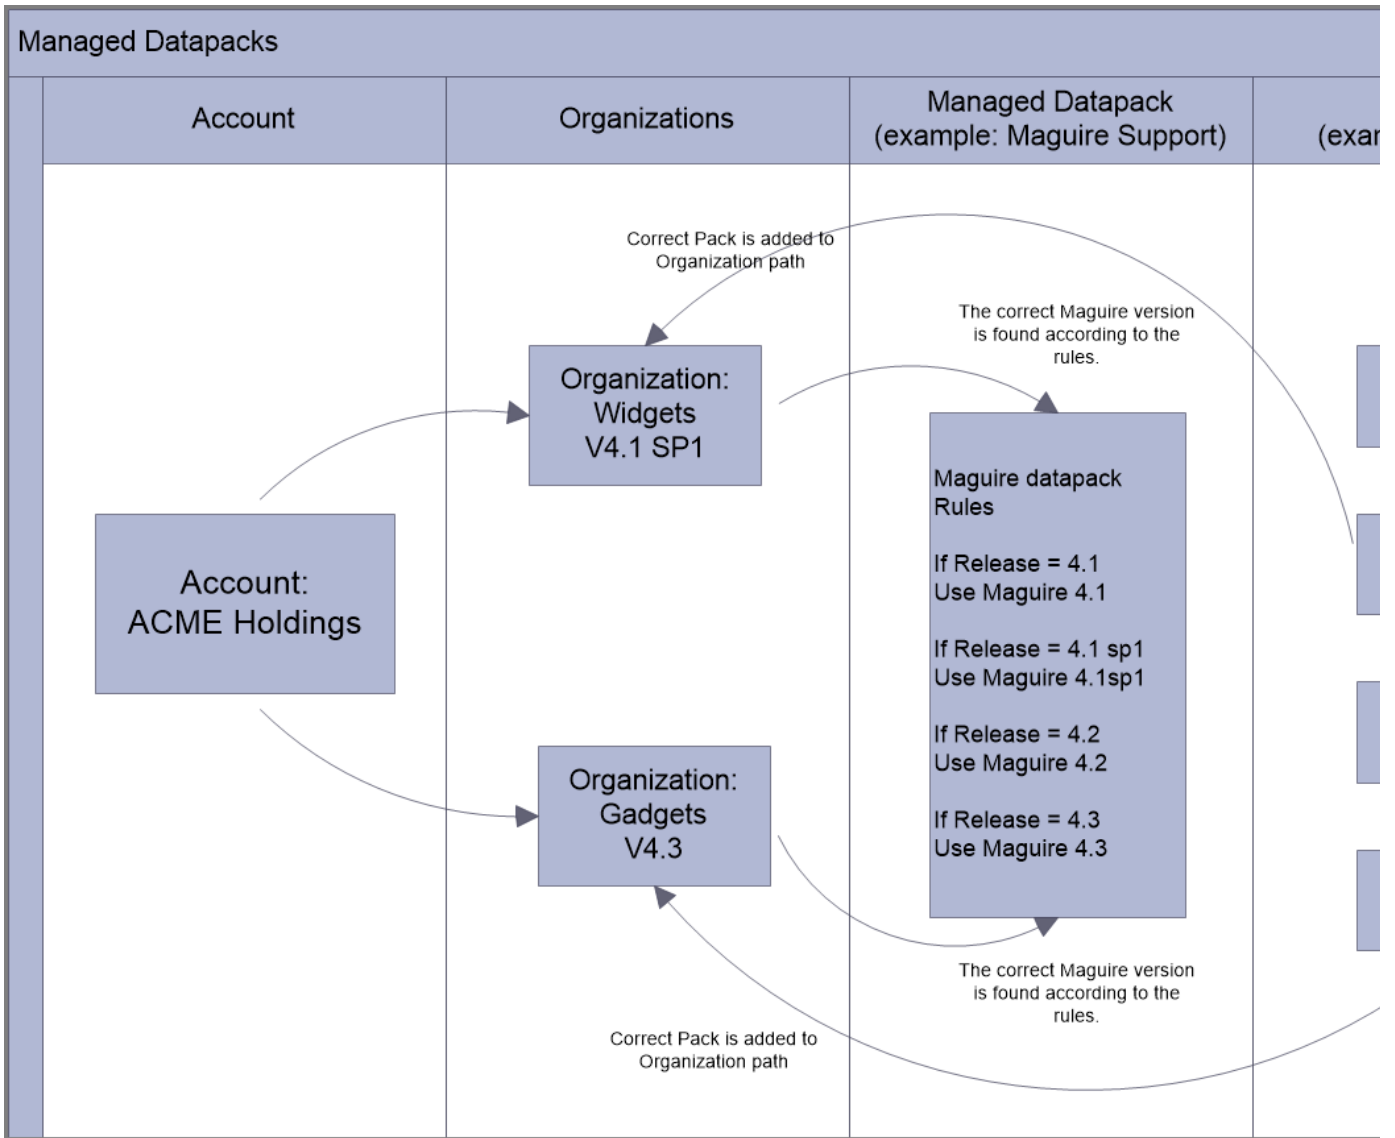 Managed Datapacks
Account
Organizations
Managed Datapack
(example: Maguire Support)
Correct Pack is added to
Organization path
The correct Maguire version
is found according to the
rules.
Organization:
Widgets
V4.1 SP1
Account:
ACME Holdings
Maguire datapack
Rules
If Release = 4.1
Use Maguire 4.1
If Release = 4.1 sp1
Use Maguire 4.1sp1
If Release = 4.2
Use Maguire 4.2
If Release = 4.3
Use Maguire 4.3
Organization:
Gadgets
V4.3
The correct Maguire version
is found according to the
rules.
Correct Pack is added to
Organization path